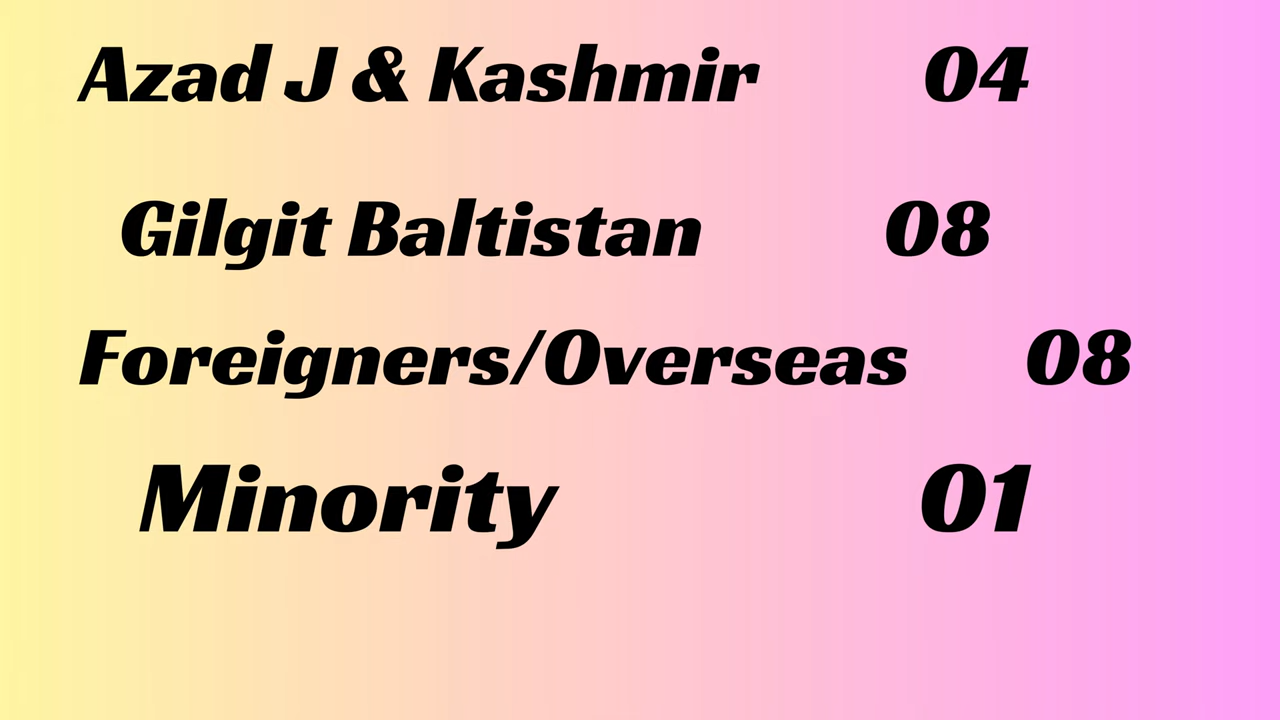 Azad J & Kashmir 04
Gilgit Baltistan 08
Foreigners/Overseas 08
Minority 01